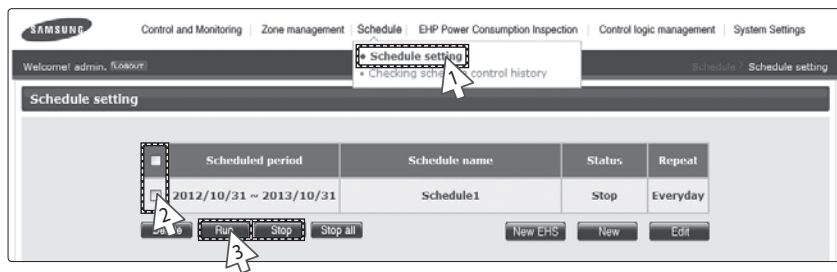 SAMSUNG Control and Monitoring Zone management Schedule EHP Power Consumption Inspection Control logic management System Settings
Welcome! admin. LOGOUT
• Schedule setting
1
• Checking schedule control history
Schedule > Schedule setting
Schedule setting
Scheduled period Schedule name Status Repeat
2012/10/31 ~ 2013/10/31 Schedule1 Stop Everyday
2
Run Stop Stop all New EHS New Edit
3